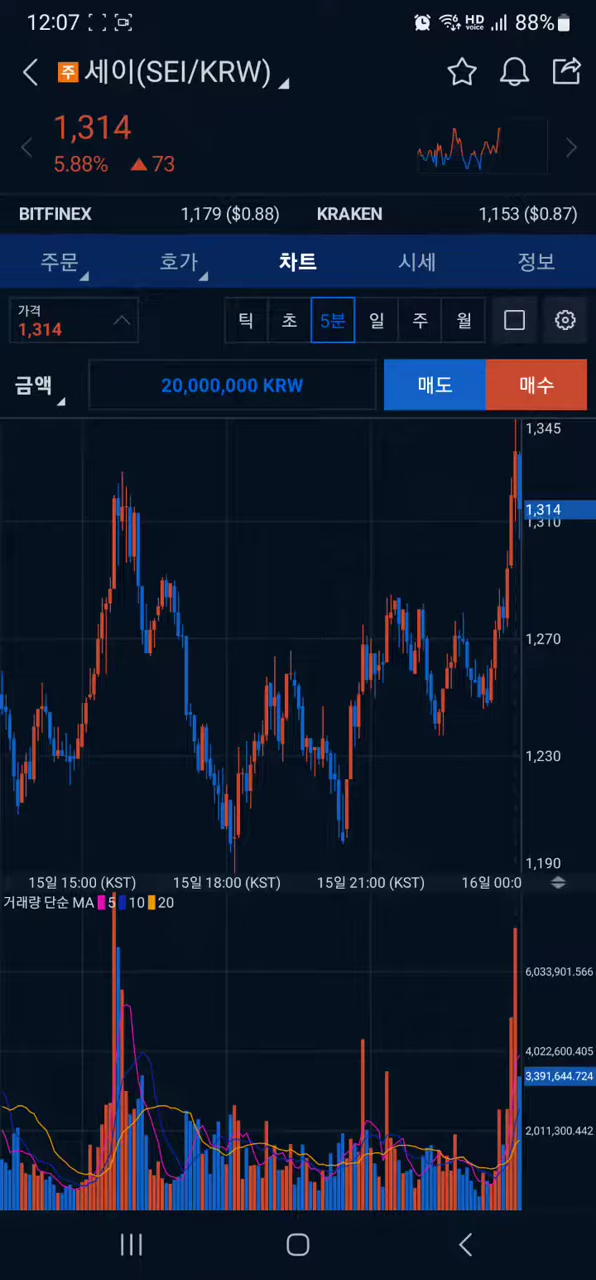 12:07 HD voice 88%
주 세이(SEI/KRW)
1,314
5.88% ▲ 73
BITFINEX 1,179 ($0.88) KRAKEN 1,153 ($0.87)
주문 호가 차트 시세 정보
가격
1,314
틱 초 5분 일 주 월
금액 20,000,000 KRW 매도 매수
1,345
1,314
1,310
1,270
1,230
1,190
15일 15:00 (KST) 15일 18:00 (KST) 15일 21:00 (KST) 16일 00:0
거래량 단순 MA 5 10 20
6,033,901.566
4,022,600.405
3,391,644.724
2,011,300.442